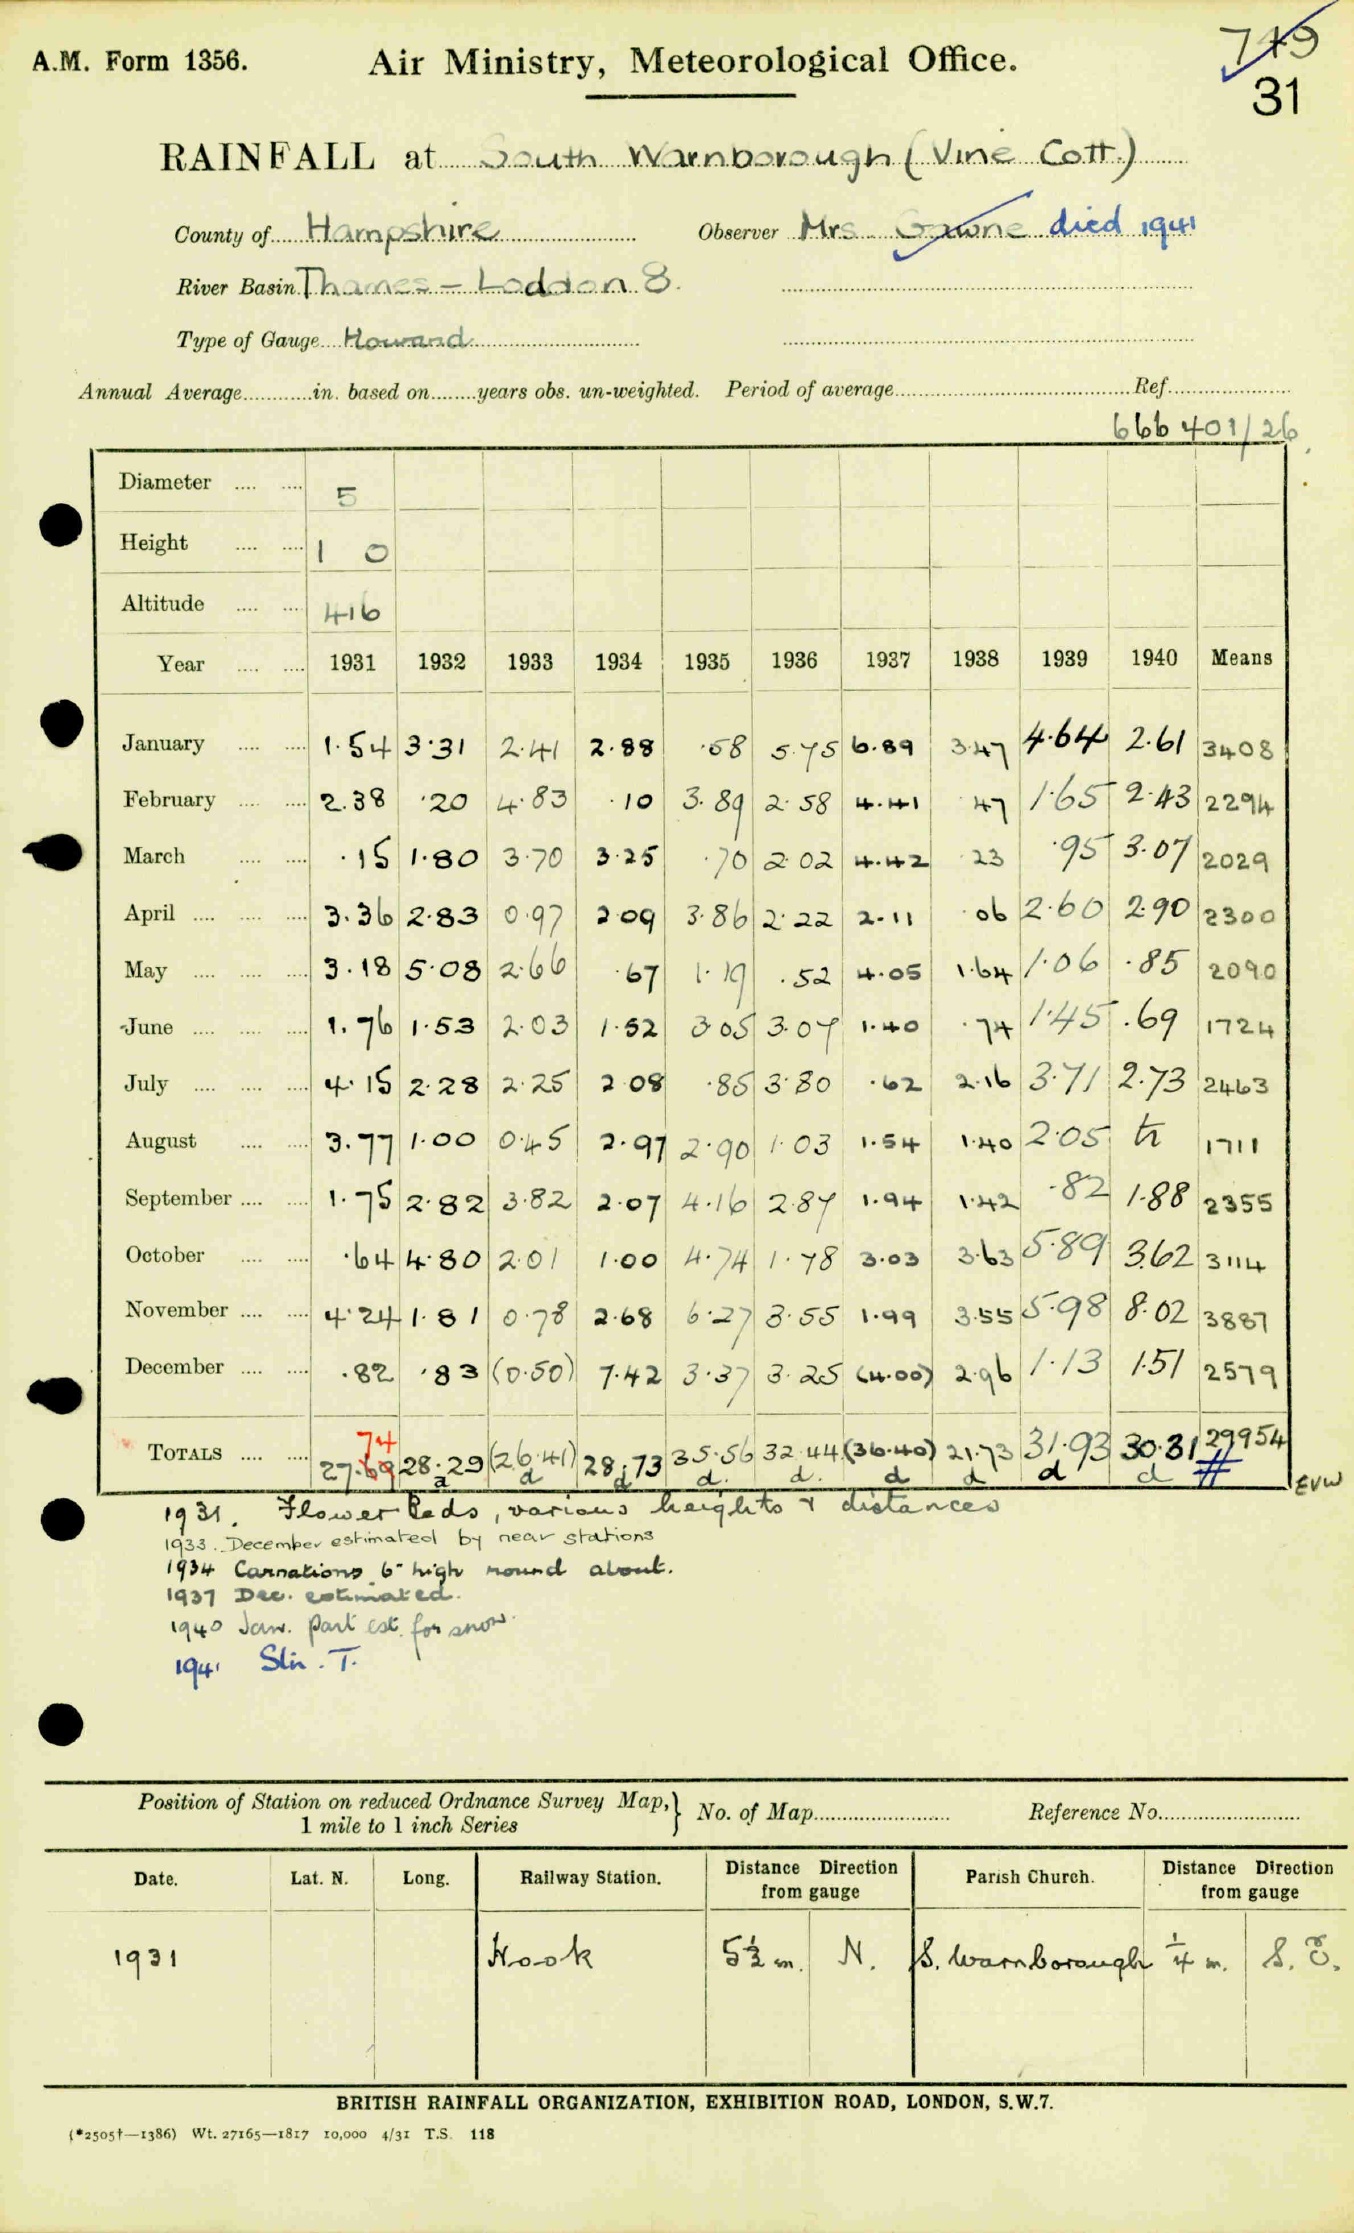 A.M. Form 1356. Air Ministry, Meteorological Office. 719
31
RAINFALL at South Warnborough (Vine Cott.)
County of Hampshire Observer Mrs Gawne died 1941
River Basin Thames - Loddon 8.
Type of Gauge Howard
Annual Average in. based on years obs. un-weighted. Period of average Ref
666 401/26
Diameter 5
Height 1 0
Altitude 416
Year 1931 1932 1933 1934 1935 1936 1937 1938 1939 1940 Means
January 1.54 3.31 2.41 2.88 .58 5.75 6.89 3.47 4.64 2.61 3408
February 2.38 .20 4.83 .10 3.89 2.58 4.41 47 1.65 2.43 2294
March .15 1.80 3.70 3.25 .70 2.02 4.42 23 .95 3.07 2029
April 3.36 2.83 0.97 2.09 3.86 2.22 2.11 .06 2.60 2.90 2300
May 3.18 5.08 2.66 .67 1.19 .52 4.05 1.64 1.06 .85 2090
June 1.76 1.53 2.03 1.52 3.05 3.07 1.40 .74 1.45 .69 1724
July 4.15 2.28 2.25 2.08 .85 3.80 .62 2.16 3.71 2.73 2463
August 3.77 1.00 0.45 2.97 2.90 1.03 1.54 1.40 2.05 tr 1711
September 1.75 2.82 3.82 2.07 4.16 2.87 1.94 1.42 .82 1.88 2355
October .64 4.80 2.01 1.00 4.74 1.78 3.03 3.63 5.89 3.62 3114
November 4.24 1.81 0.78 2.68 6.27 3.55 1.99 3.55 5.98 8.02 3887
December .82 .83 (0.50) 7.42 3.37 3.25 (4.00) 2.96 1.13 1.51 2579
74
TOTALS 27.69 28.29 (26.41) 28.73 35.56 32.44 (36.40) 21.73 31.93 30.31 29954
a d d d. d. d d d d # EVW
1931. Flower Beds, various heights & distances
1933. December estimated by near stations
1934 Carnations 6" high round about.
1937 Dec. estimated.
1940 Jan. part est. for snow.
1941 Stn. T.
Position of Station on reduced Ordnance Survey Map, } No. of Map Reference No.
1 mile to 1 inch Series
Date. Lat. N. Long. Railway Station. Distance Direction Parish Church. Distance Direction
from gauge from gauge
1931 Hook 5½ m. N. S. Warnborough ¼ m. S. E.
BRITISH RAINFALL ORGANIZATION, EXHIBITION ROAD, LONDON, S.W.7.
(*2505†—1386) Wt. 27165—1817 10,000 4/31 T.S. 118